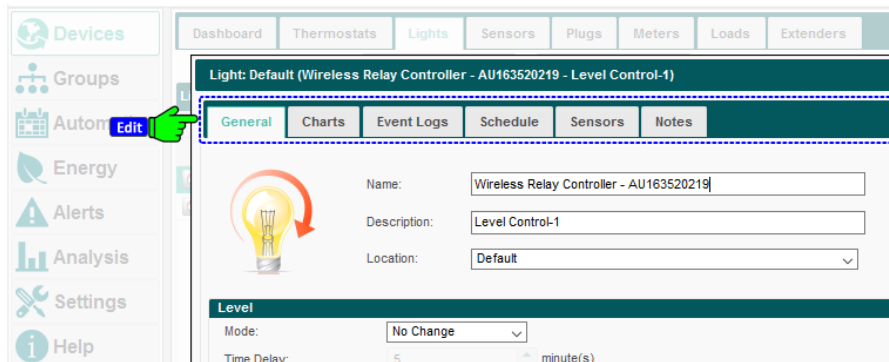 Devices
Dashboard Thermostats Lights Sensors Plugs Meters Loads Extenders
Light: Default (Wireless Relay Controller - AU163520219 - Level Control-1)
Groups
General Charts Event Logs Schedule Sensors Notes
Autom
Edit
Energy
Name: Wireless Relay Controller - AU163520219
Alerts
Description: Level Control-1
Analysis
Location: Default
Settings
Level
Mode: No Change
Help
Time Delay: 5 minute(s)